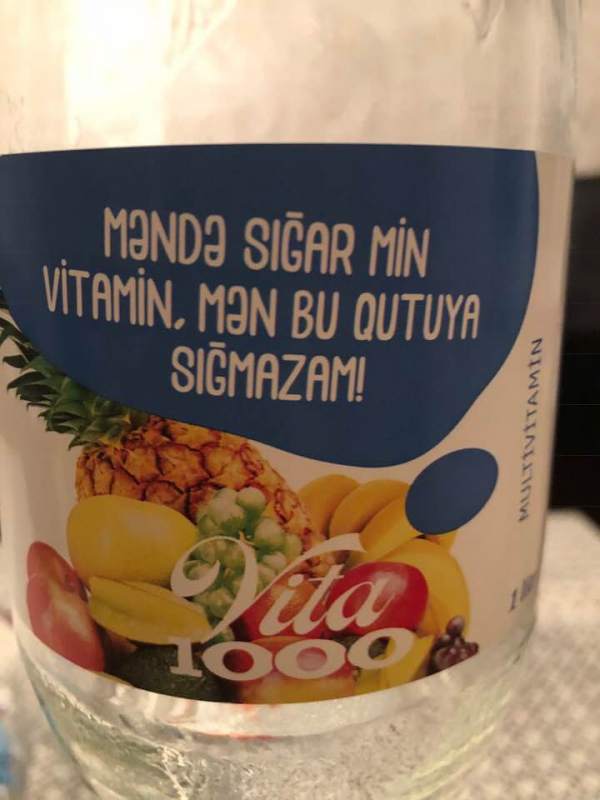 MƏNDƏ SIĞAR MİN
VİTAMİN, MƏN BU QUTUYA
SIĞMAZAM!
MULTIVITAMIN
Vita
1000